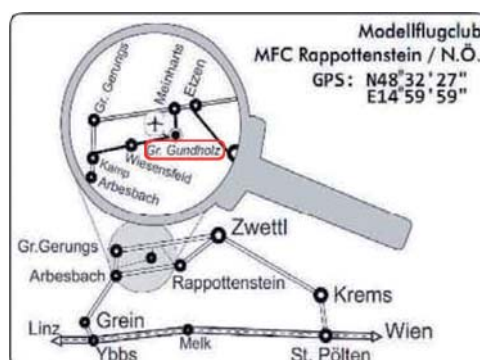 Modellflugclub
MFC Rappottenstein / N.Ö.
GPS: N48°32'27"
E14°59'59"
Gr. Gerungs
Meinharts
Etzen
Gr. Gundholz
Wiesensfeld
Kamp
Arbesbach
Zwettl
Gr.Gerungs
Arbesbach
Rappottenstein
Krems
Grein
Linz
Wien
Ybbs
Melk
St. Pölten